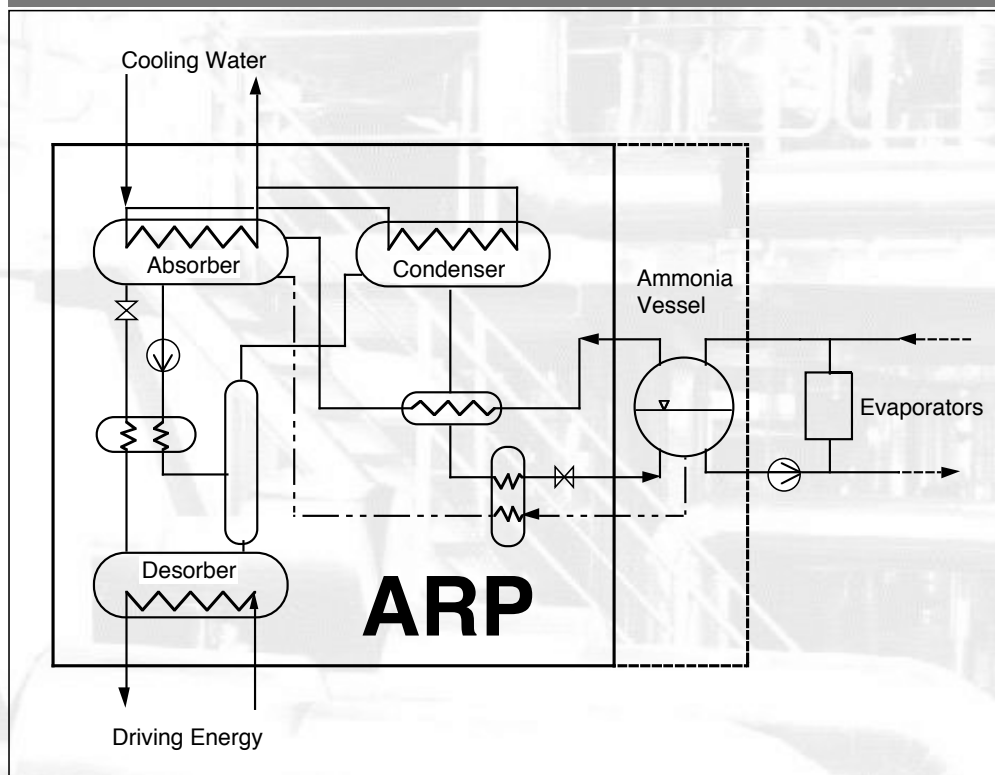 Cooling Water
Absorber
Condenser
Ammonia
Vessel
Evaporators
Desorber
ARP
Driving Energy